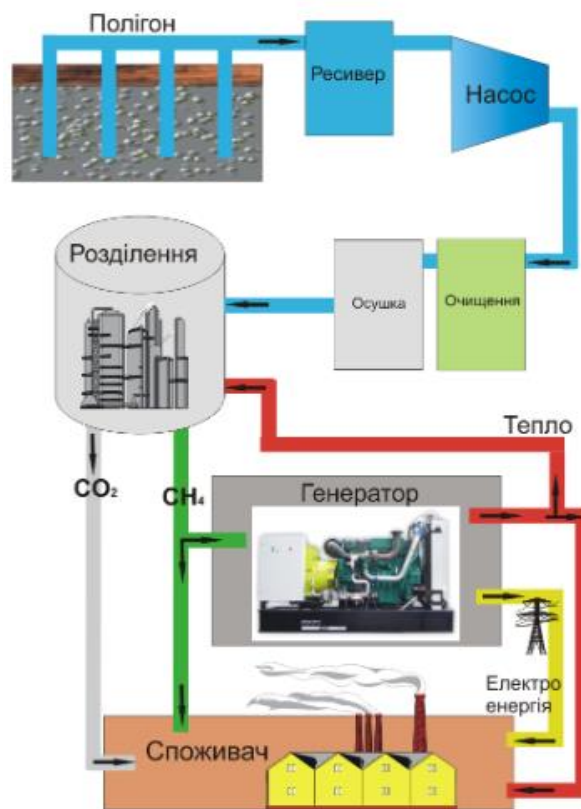 Полігон
Ресивер
Насос
Розділення
Осушка
Очищення
Тепло
CO₂
CH₄
Генератор
Електро
енергія
Споживач